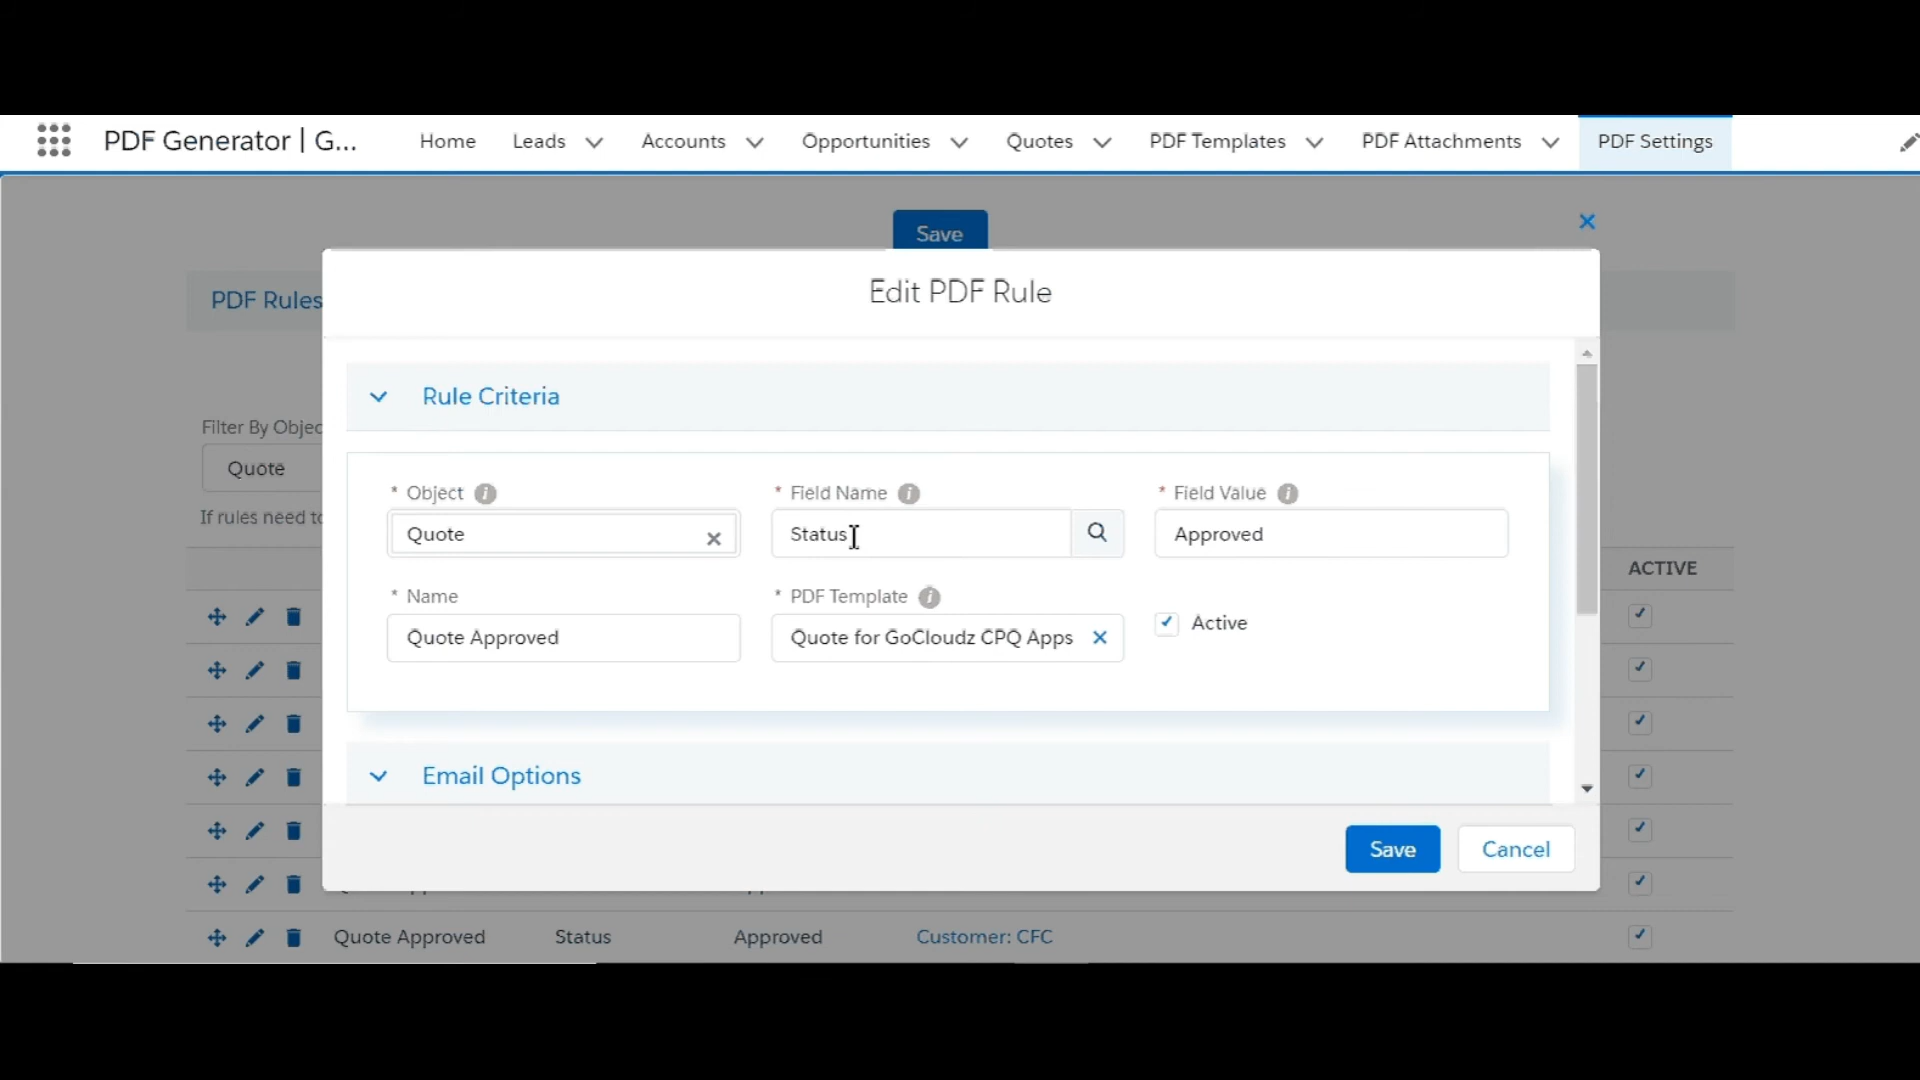 PDF Generator | G... Home Leads Accounts Opportunities Quotes PDF Templates PDF Attachments PDF Settings
Save
Edit PDF Rule
PDF Rules
Rule Criteria
Filter By Objec
Quote
If rules need to
* Object * Field Name * Field Value
Quote Status Approved
* Name * PDF Template
Quote Approved Quote for GoCloudz CPQ Apps Active
ACTIVE
Email Options
Save Cancel
Quote Approved Status Approved Customer: CFC